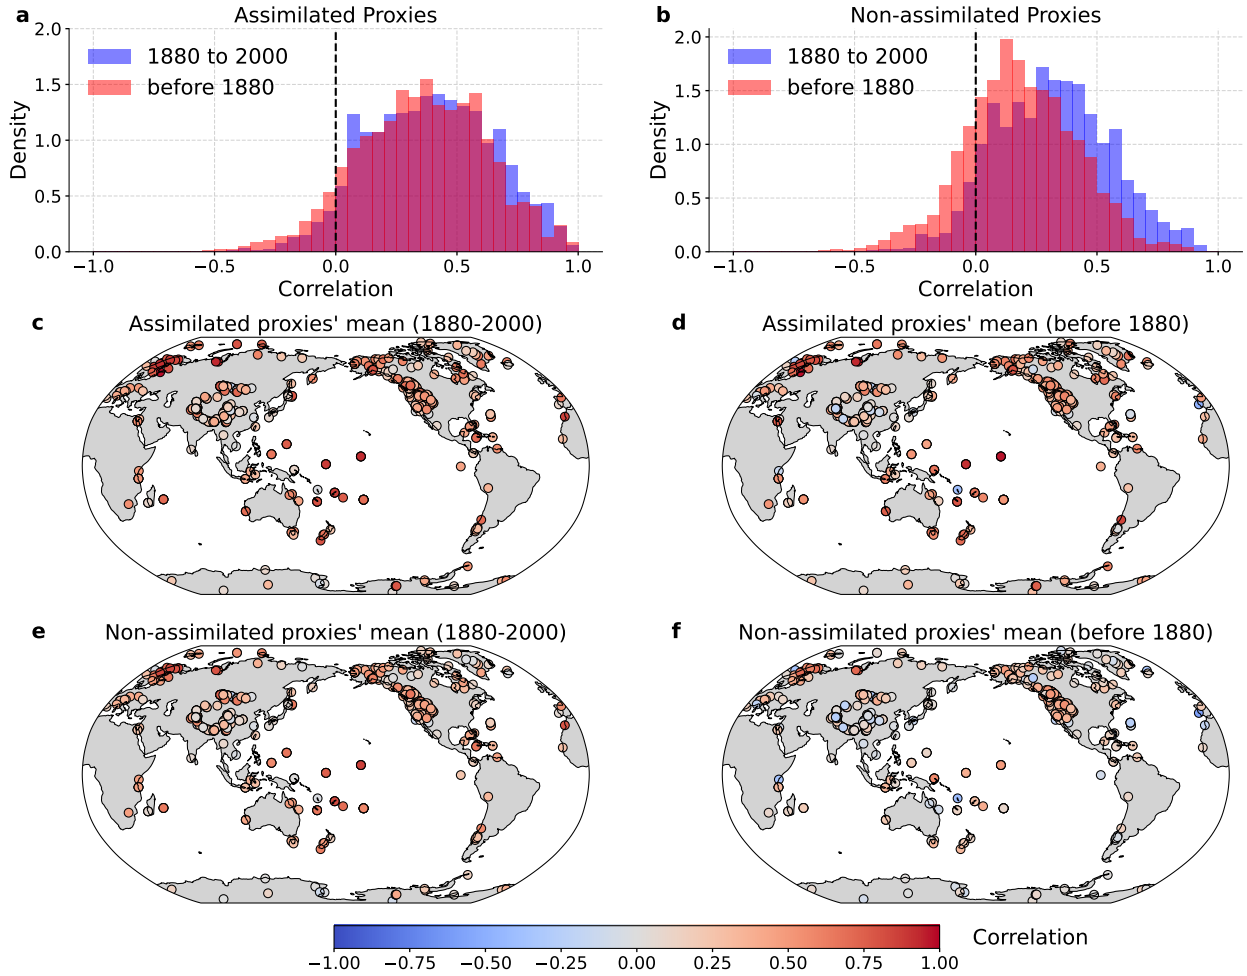 a Assimilated Proxies
b Non-assimilated Proxies
2.0
1.5
1.0
0.5
0.0
Density
1880 to 2000
before 1880
−1.0 −0.5 0.0 0.5 1.0
Correlation
2.0
1.5
1.0
0.5
0.0
Density
1880 to 2000
before 1880
−1.0 −0.5 0.0 0.5 1.0
Correlation
c Assimilated proxies' mean (1880-2000)
d Assimilated proxies' mean (before 1880)
e Non-assimilated proxies' mean (1880-2000)
f Non-assimilated proxies' mean (before 1880)
Correlation
−1.00 −0.75 −0.50 −0.25 0.00 0.25 0.50 0.75 1.00